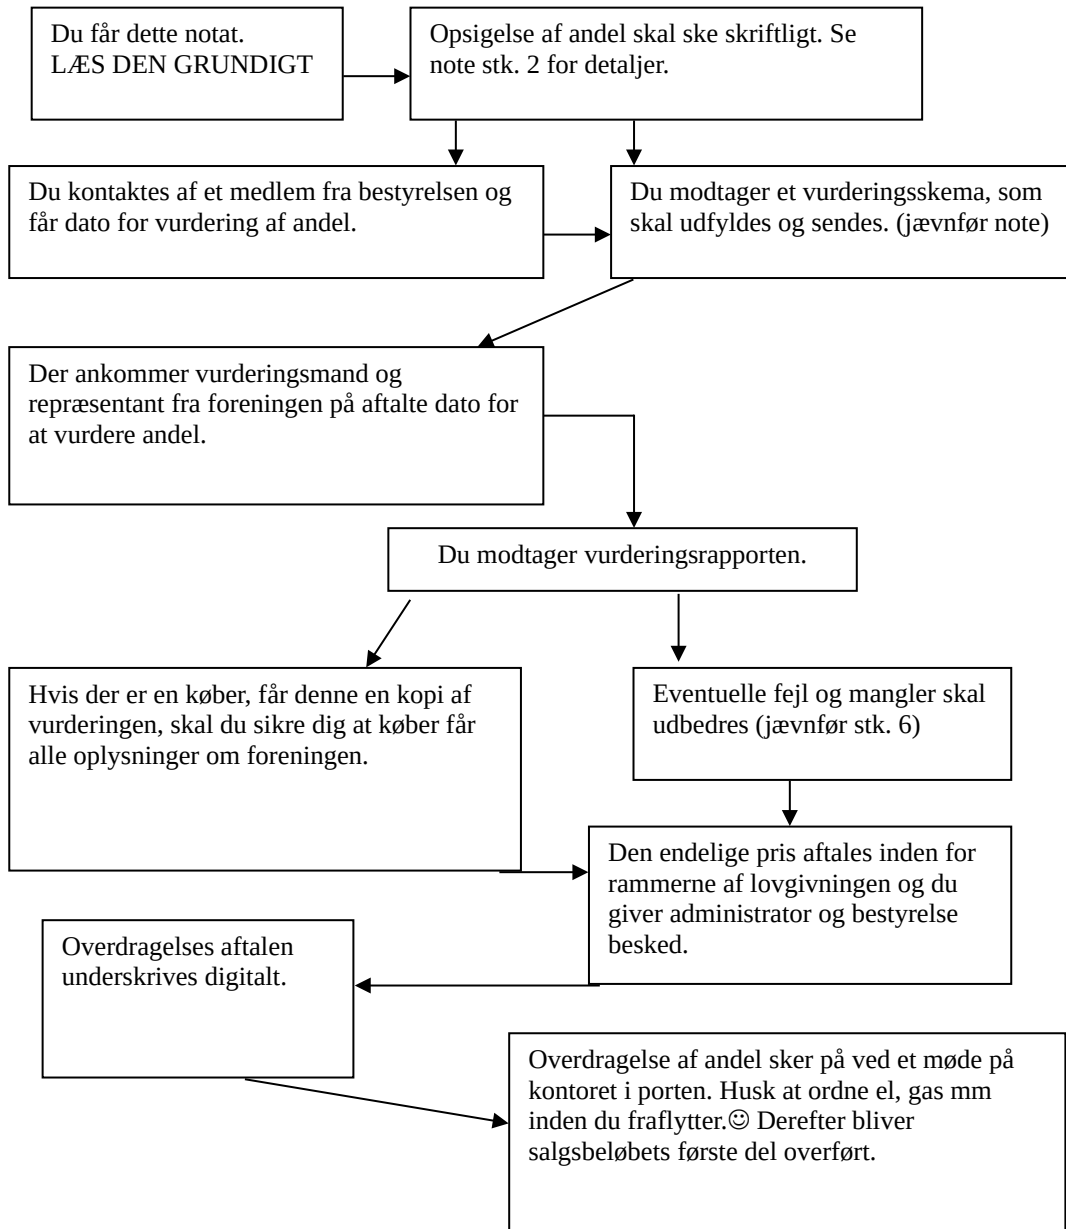 Du får dette notat.
LÆS DEN GRUNDIGT
Opsigelse af andel skal ske skriftligt. Se
note stk. 2 for detaljer.
Du kontaktes af et medlem fra bestyrelsen og
får dato for vurdering af andel.
Du modtager et vurderingsskema, som
skal udfyldes og sendes. (jævnfør note)
Der ankommer vurderingsmand og
repræsentant fra foreningen på aftalte dato for
at vurdere andel.
Du modtager vurderingsrapporten.
Hvis der er en køber, får denne en kopi af
vurderingen, skal du sikre dig at køber får
alle oplysninger om foreningen.
Eventuelle fejl og mangler skal
udbedres (jævnfør stk. 6)
Den endelige pris aftales inden for
rammerne af lovgivningen og du
giver administrator og bestyrelse
besked.
Overdragelses aftalen
underskrives digitalt.
Overdragelse af andel sker på ved et møde på
kontoret i porten. Husk at ordne el, gas mm
inden du fraflytter.☺ Derefter bliver
salgsbeløbets første del overført.